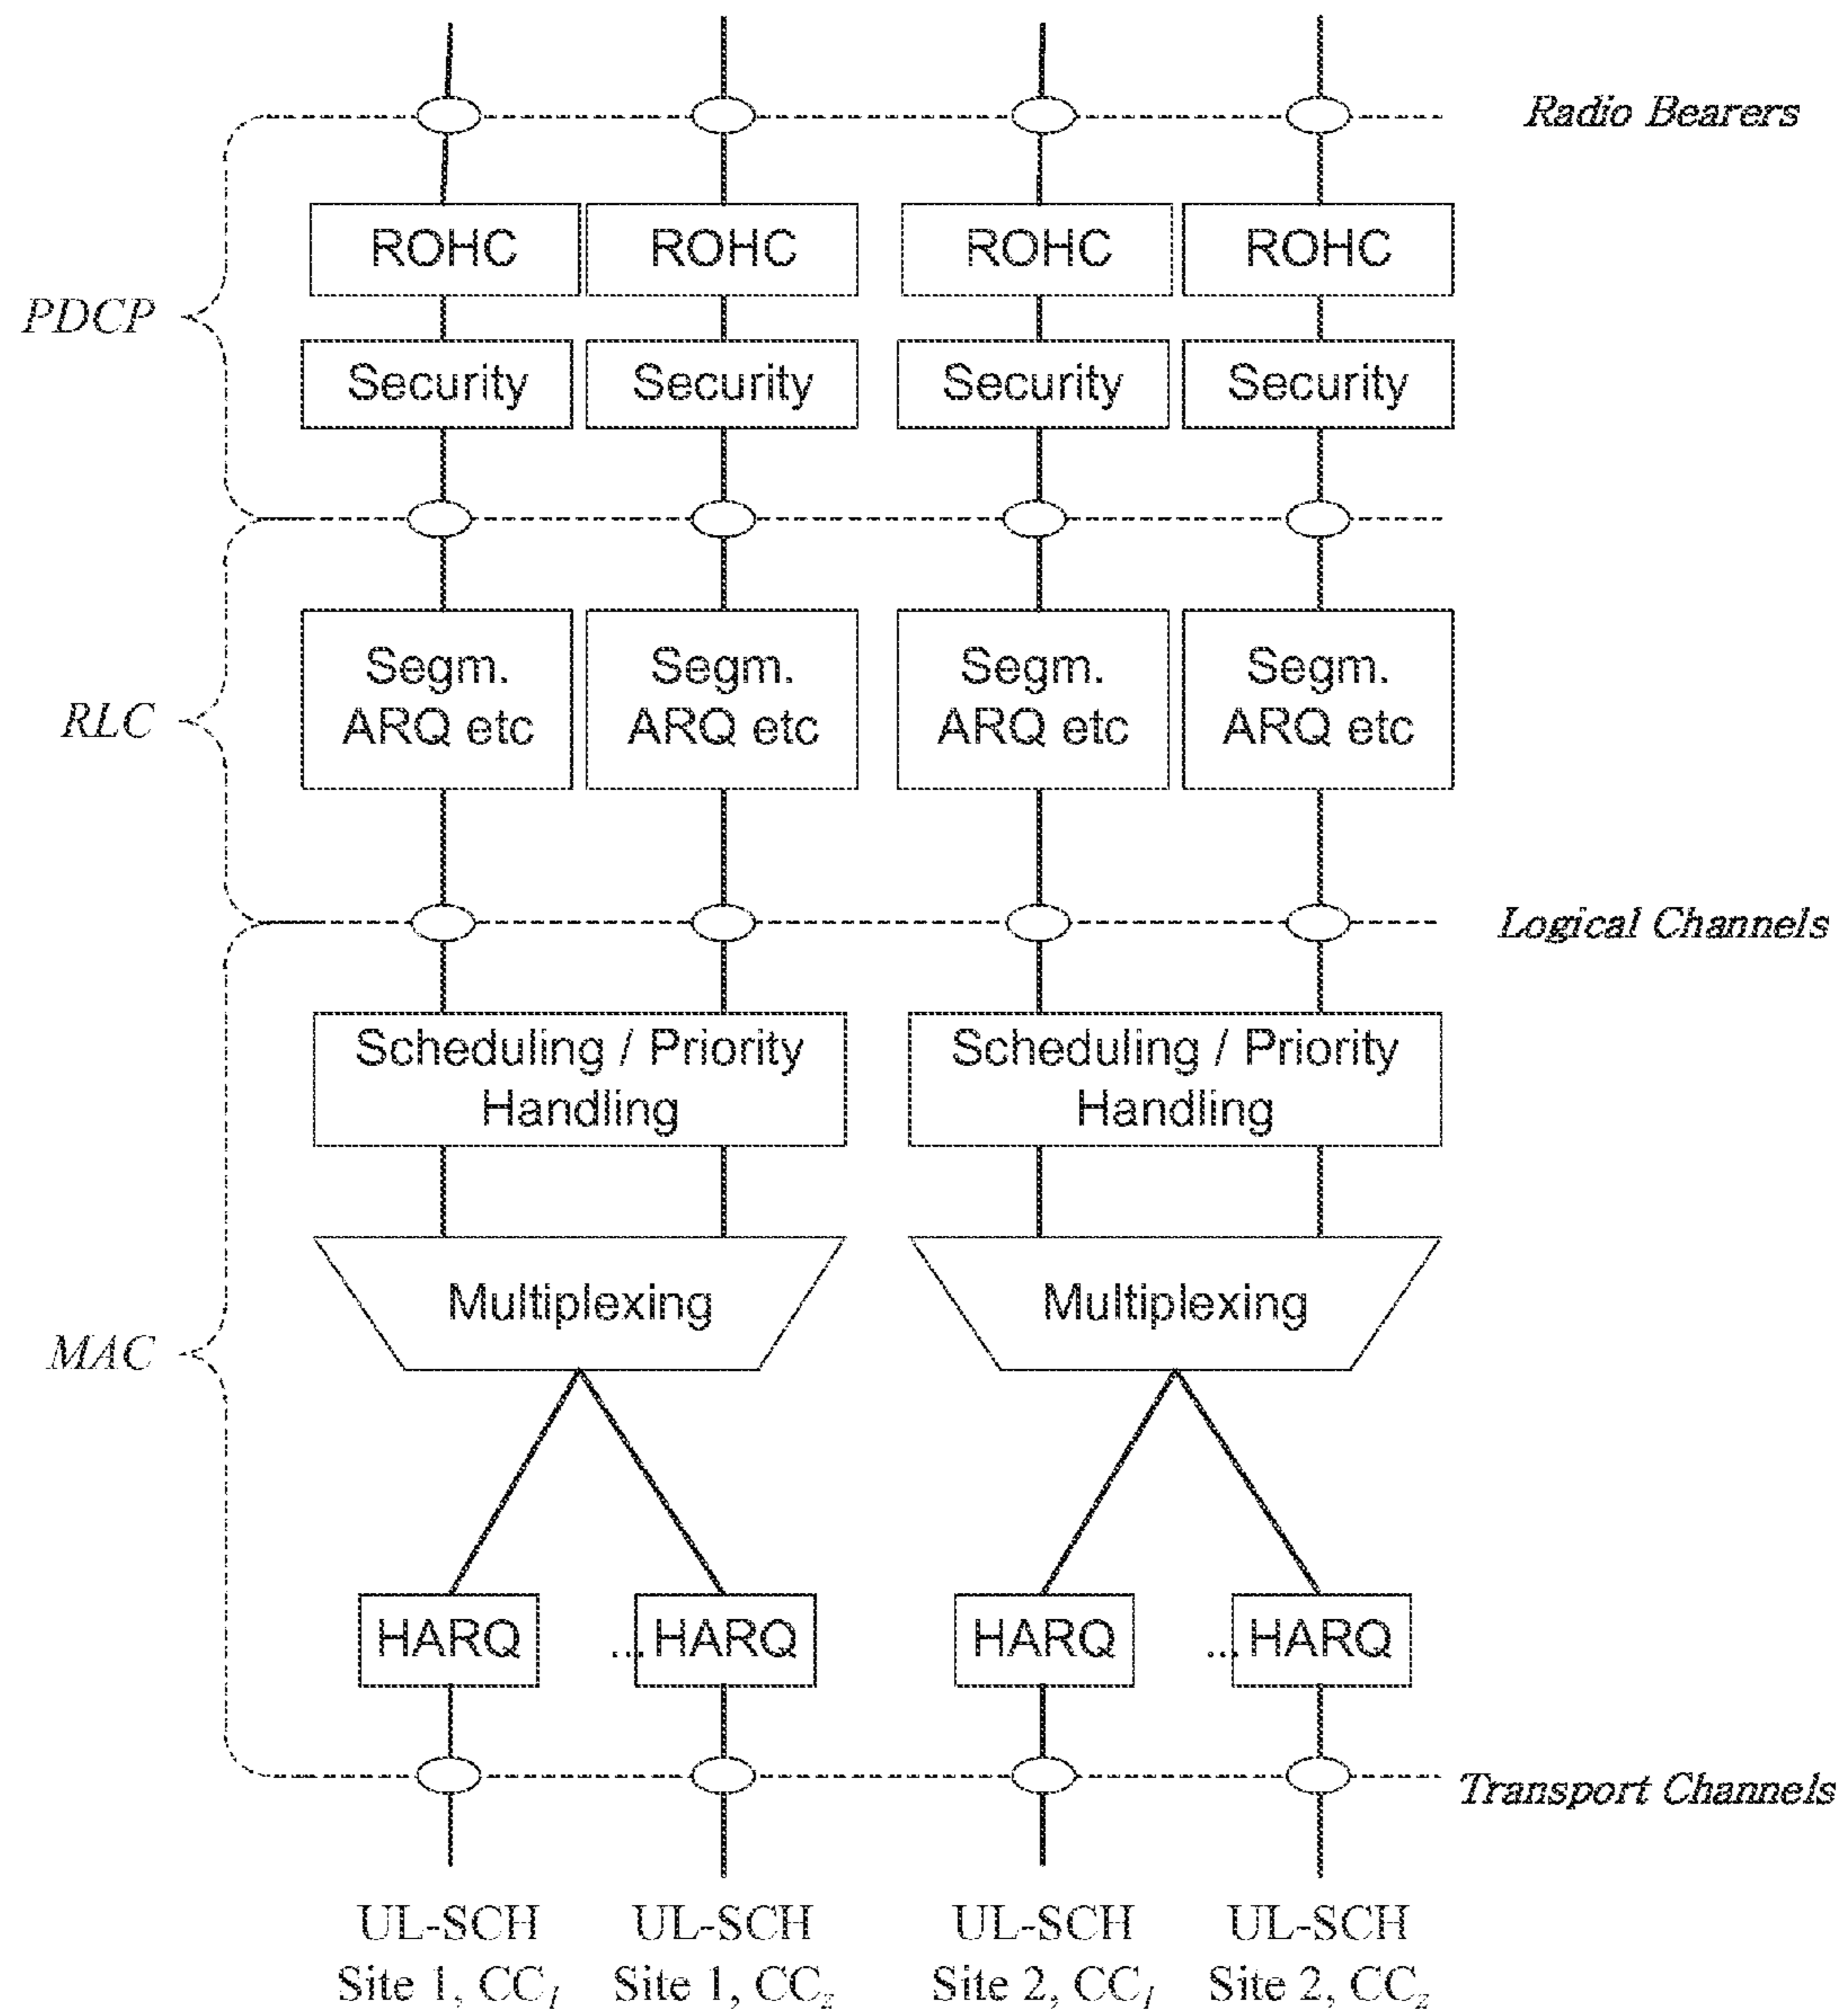 Radio Bearers
ROHC ROHC ROHC ROHC
PDCP
Security Security Security Security
Segm. Segm. Segm. Segm.
ARQ etc ARQ etc ARQ etc ARQ etc
RLC
Logical Channels
Scheduling / Priority Scheduling / Priority
Handling Handling
Multiplexing Multiplexing
MAC
HARQ ...HARQ HARQ ...HARQ
Transport Channels
UL-SCH UL-SCH UL-SCH UL-SCH
Site 1, CC1 Site 1, CCz Site 2, CC1 Site 2, CCz